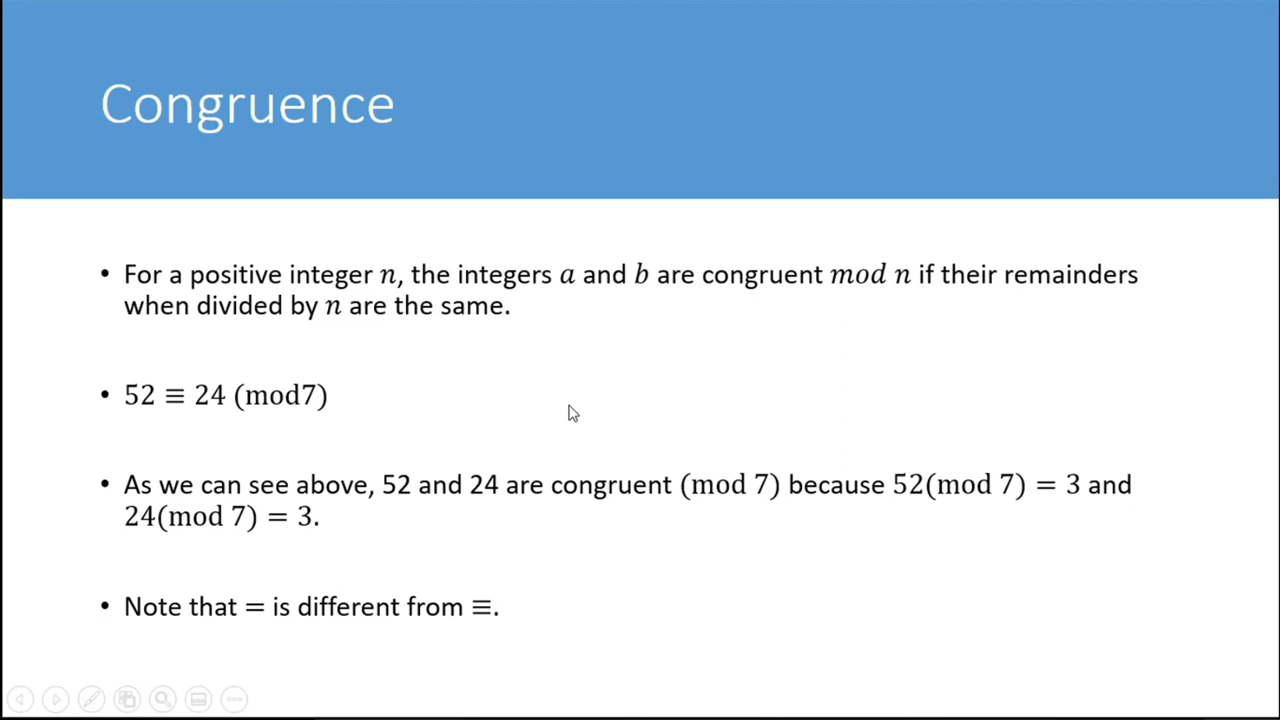 Congruence
• For a positive integer n, the integers a and b are congruent mod n if their remainders
when divided by n are the same.
• 52 ≡ 24 (mod7)
• As we can see above, 52 and 24 are congruent (mod 7) because 52(mod 7) = 3 and
24(mod 7) = 3.
• Note that = is different from ≡.